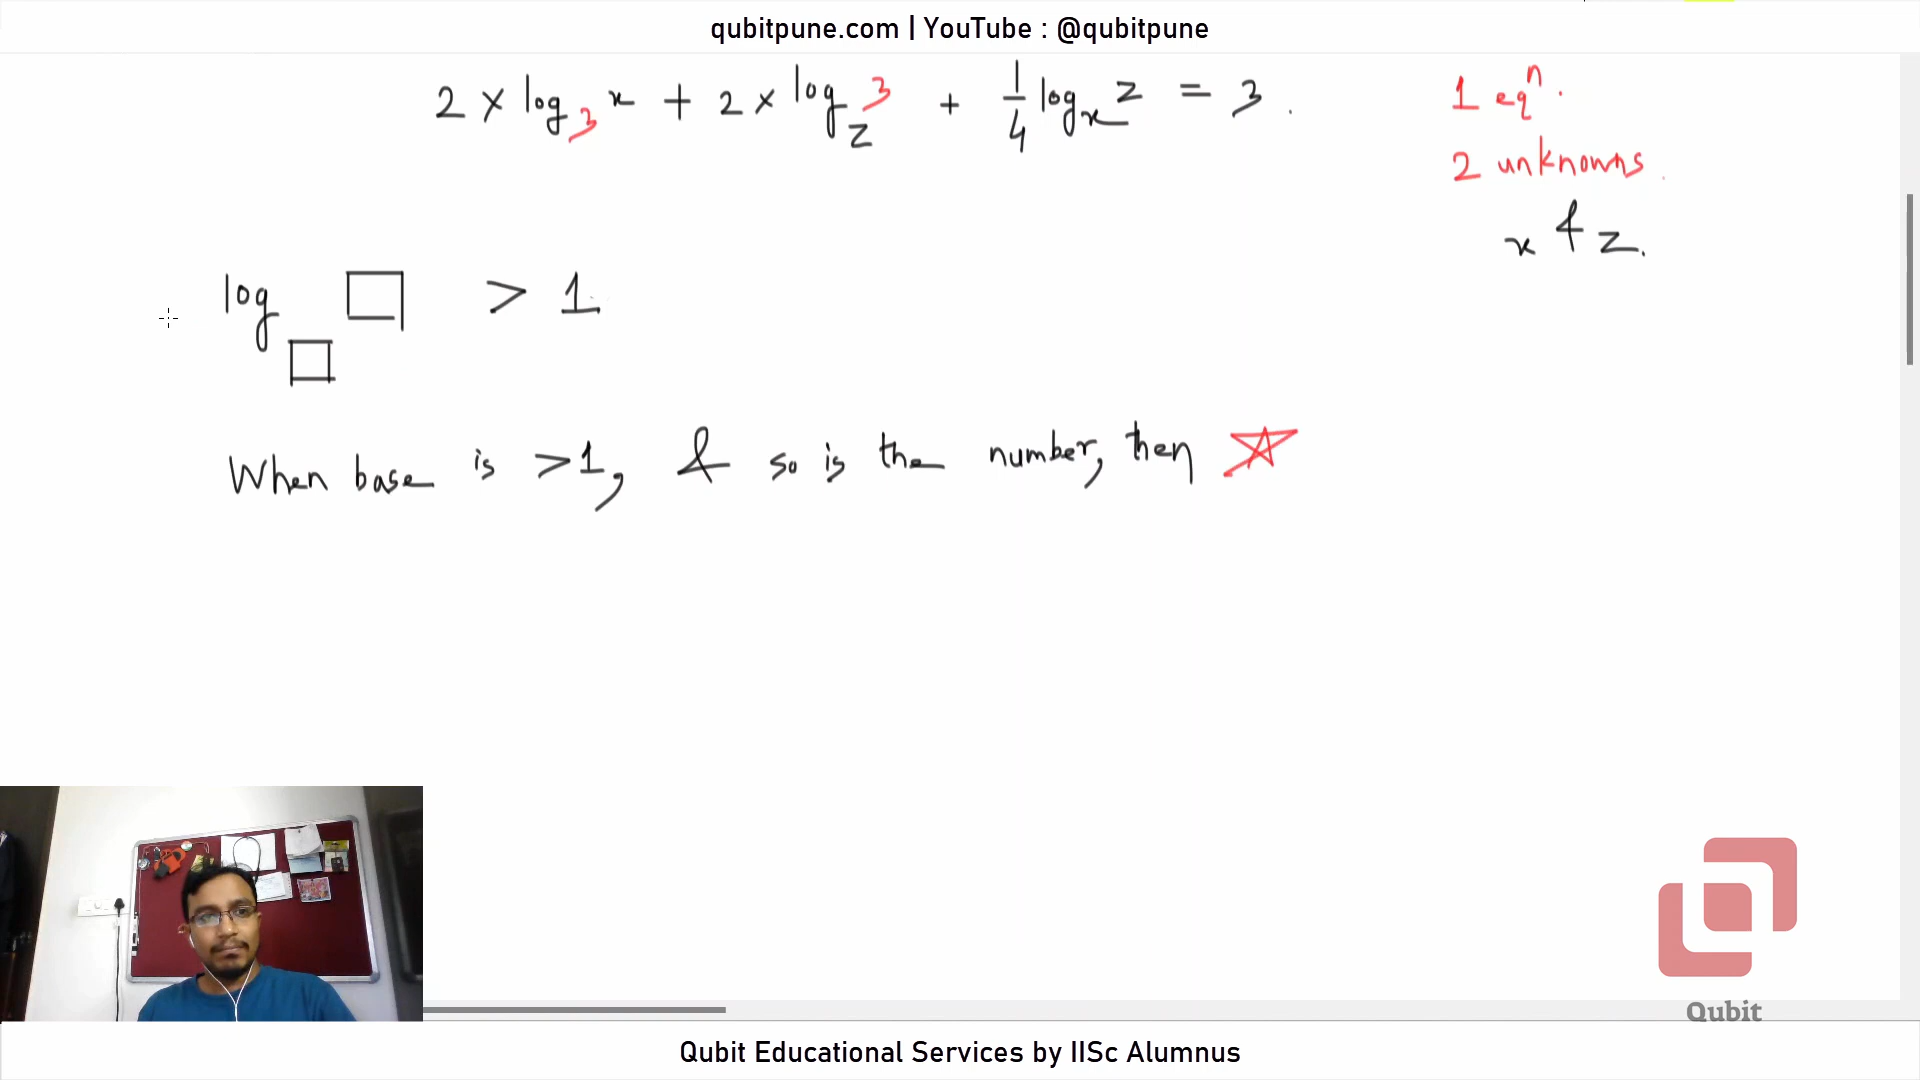 qubitpune.com | YouTube : @qubitpune
2 × log₃ x + 2 × log_z 3 + 1/4 logₓ z = 3.
1 eqⁿ.
2 unknowns.
x & z.
log□ □ > 1
When base is >1, & so is the number, then ☆
Qubit
Qubit Educational Services by IISc Alumnus